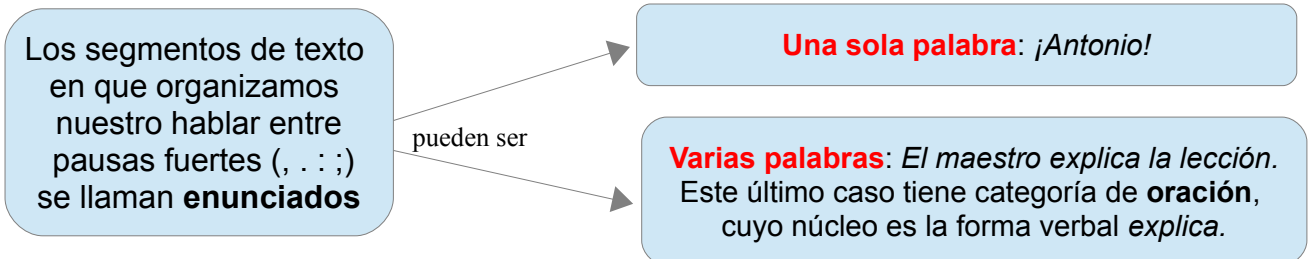 Los segmentos de texto
en que organizamos
nuestro hablar entre
pausas fuertes (, . : ;)
se llaman enunciados
pueden ser
Una sola palabra: ¡Antonio!
Varias palabras: El maestro explica la lección.
Este último caso tiene categoría de oración,
cuyo núcleo es la forma verbal explica.